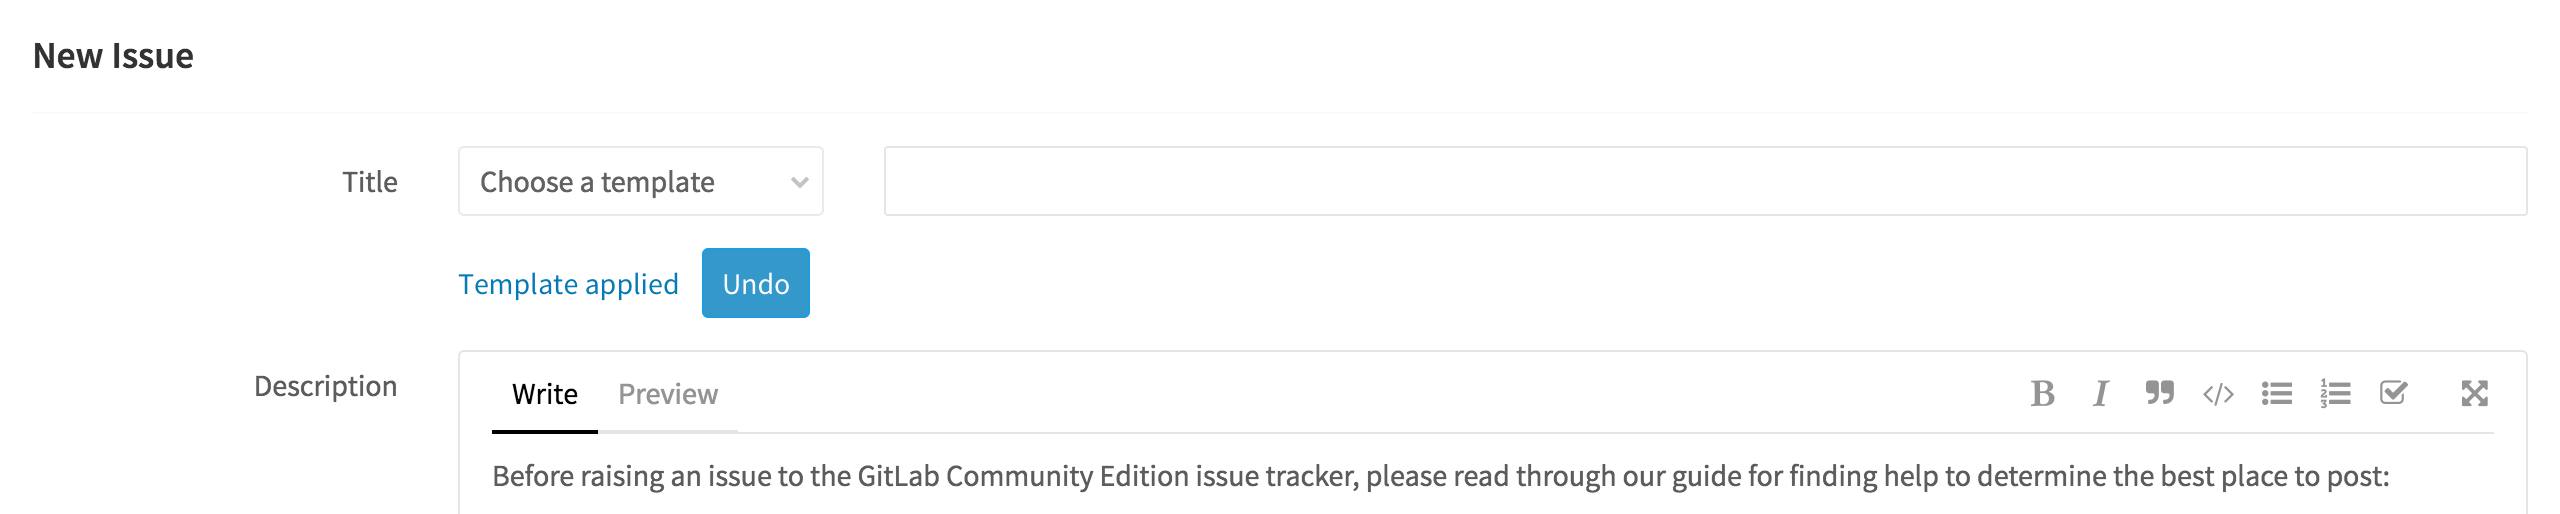 New Issue
Title
Choose a template
Template applied
Undo
Description
Write
Preview
Before raising an issue to the GitLab Community Edition issue tracker, please read through our guide for finding help to determine the best place to post: